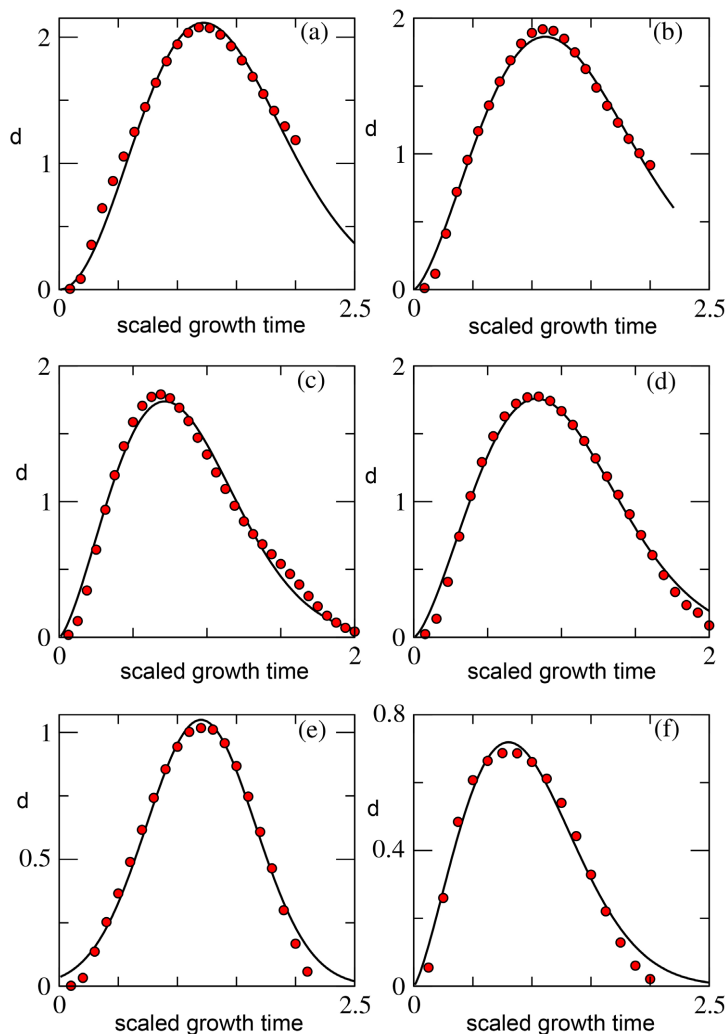 (a) (b)
2 2
d d
1 1
0 0
0 2.5 0 2.5
scaled growth time scaled growth time
(c) (d)
2 2
d d
1 1
0 0
0 2 0 2
scaled growth time scaled growth time
(e) (f)
1 0.8
d d
0.5 0.4
0 0
0 2.5 0 2.5
scaled growth time scaled growth time